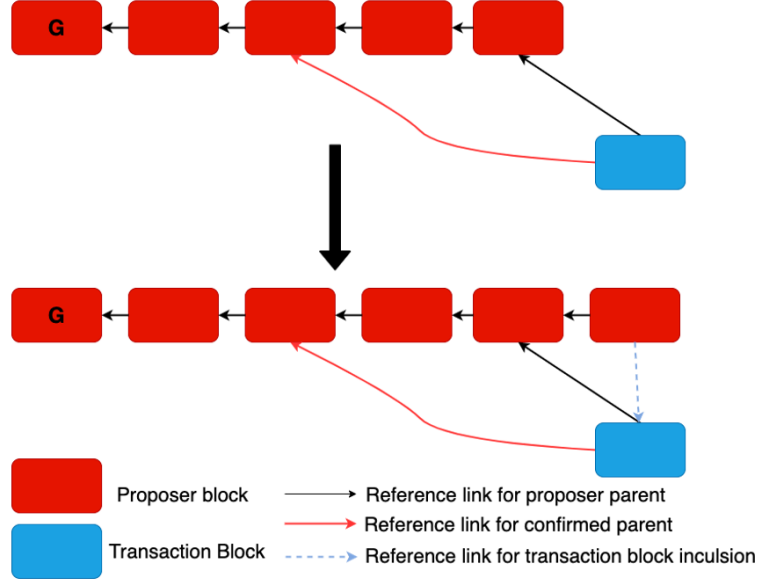 G
G
Proposer block
Reference link for proposer parent
Reference link for confirmed parent
Transaction Block
Reference link for transaction block inculsion